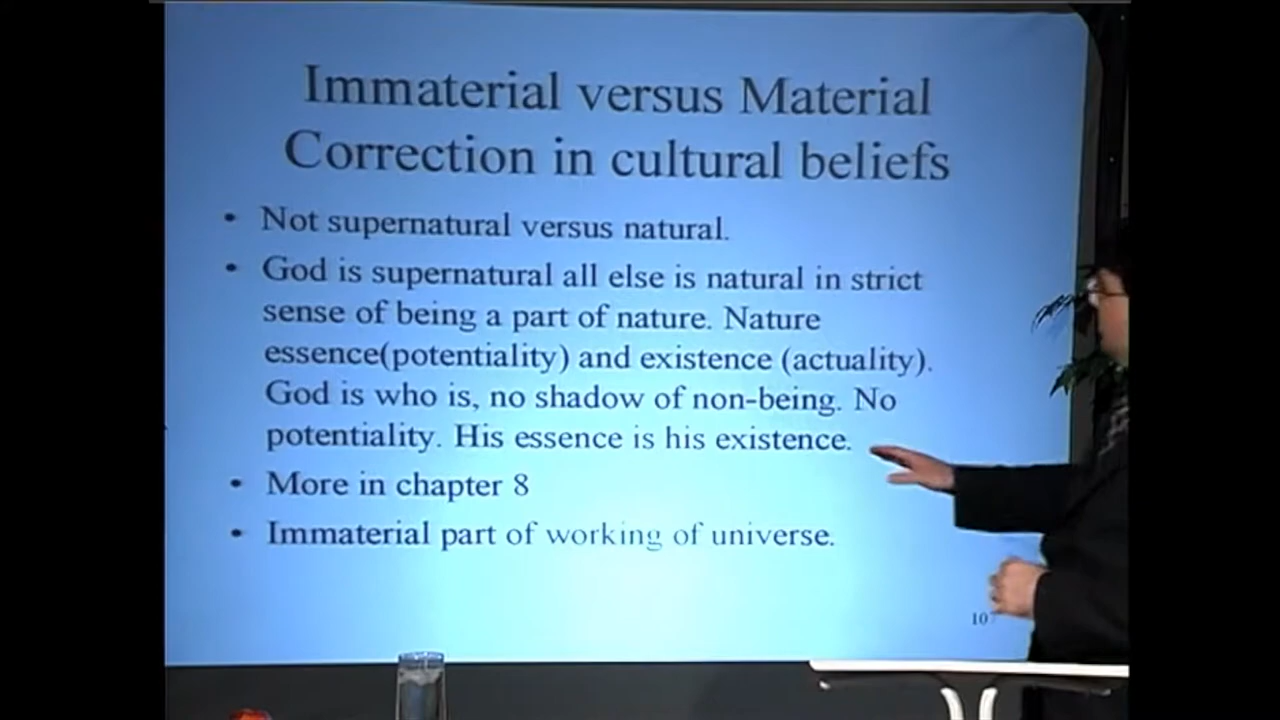 Immaterial versus Material
Correction in cultural beliefs
• Not supernatural versus natural.
• God is supernatural all else is natural in strict
sense of being a part of nature. Nature
essence(potentiality) and existence (actuality).
God is who is, no shadow of non-being. No
potentiality. His essence is his existence.
• More in chapter 8
• Immaterial part of working of universe.